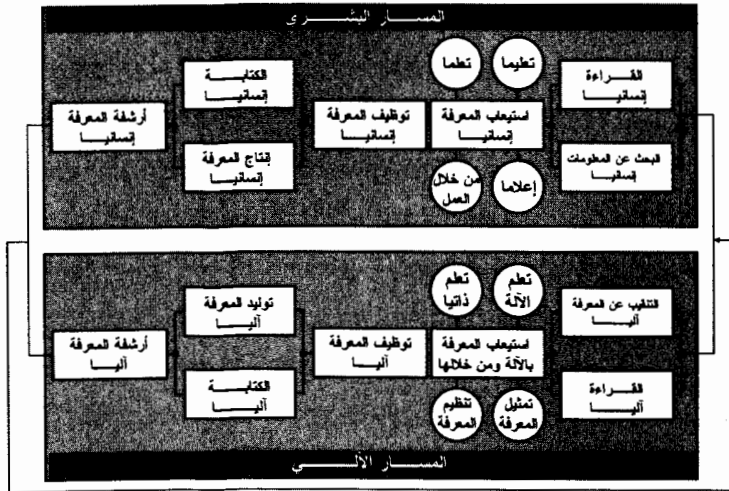 المسار البشرى
تعليما
تعلما
القراءة
إنسانيا
الكتابة
إنسانيا
أرشفة المعرفة
إنسانيا
توظيف المعرفة
إنسانيا
استيعاب المعرفة
إنسانيا
البحث عن المعلومات
إنسانيا
إنتاج المعرفة
إنسانيا
إعلاما
من خلال
العمل
تعلم
الآلة
تعلم
ذاتيا
التنقيب عن المعرفة
آليا
توليد المعرفة
آليا
استيعاب المعرفة
بالآلة ومن خلالها
توظيف المعرفة
آليا
أرشفة المعرفة
آليا
القراءة
آليا
الكتابة
آليا
تمثيل
المعرفة
تنظيم
المعرفة
المسار الآلي